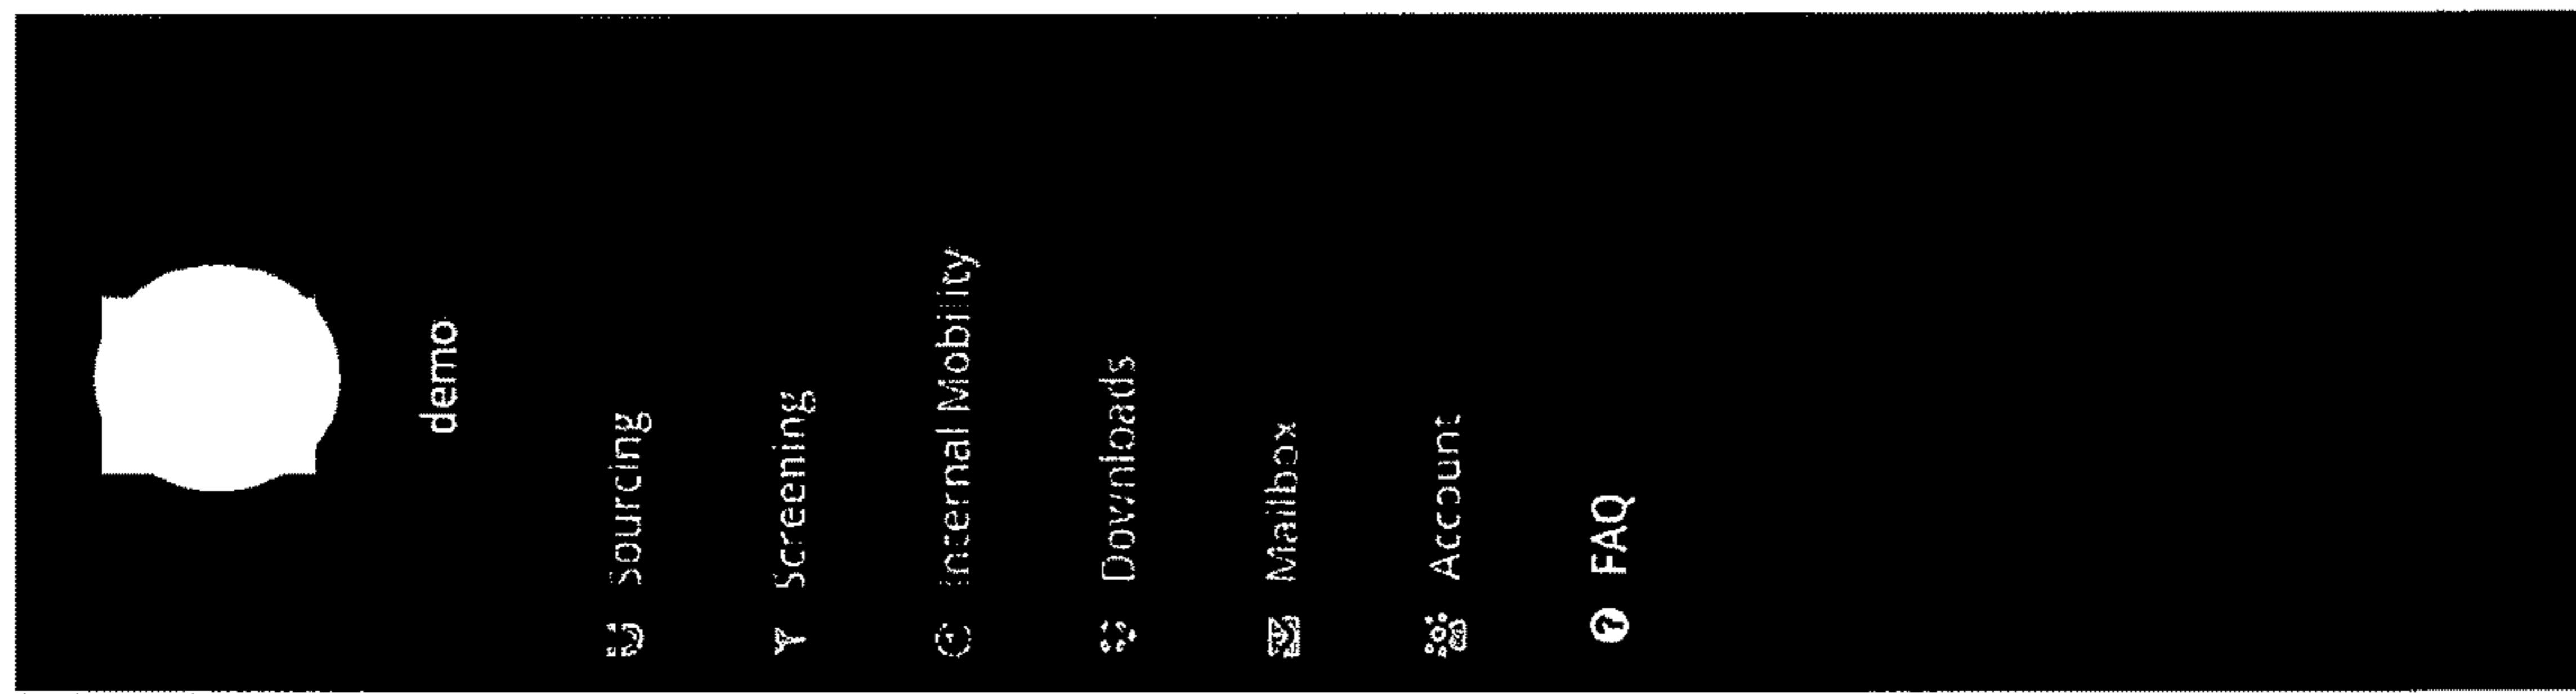 demo
Sourcing
Screening
Internal Mobility
Downloads
Mailbox
Account
FAQ